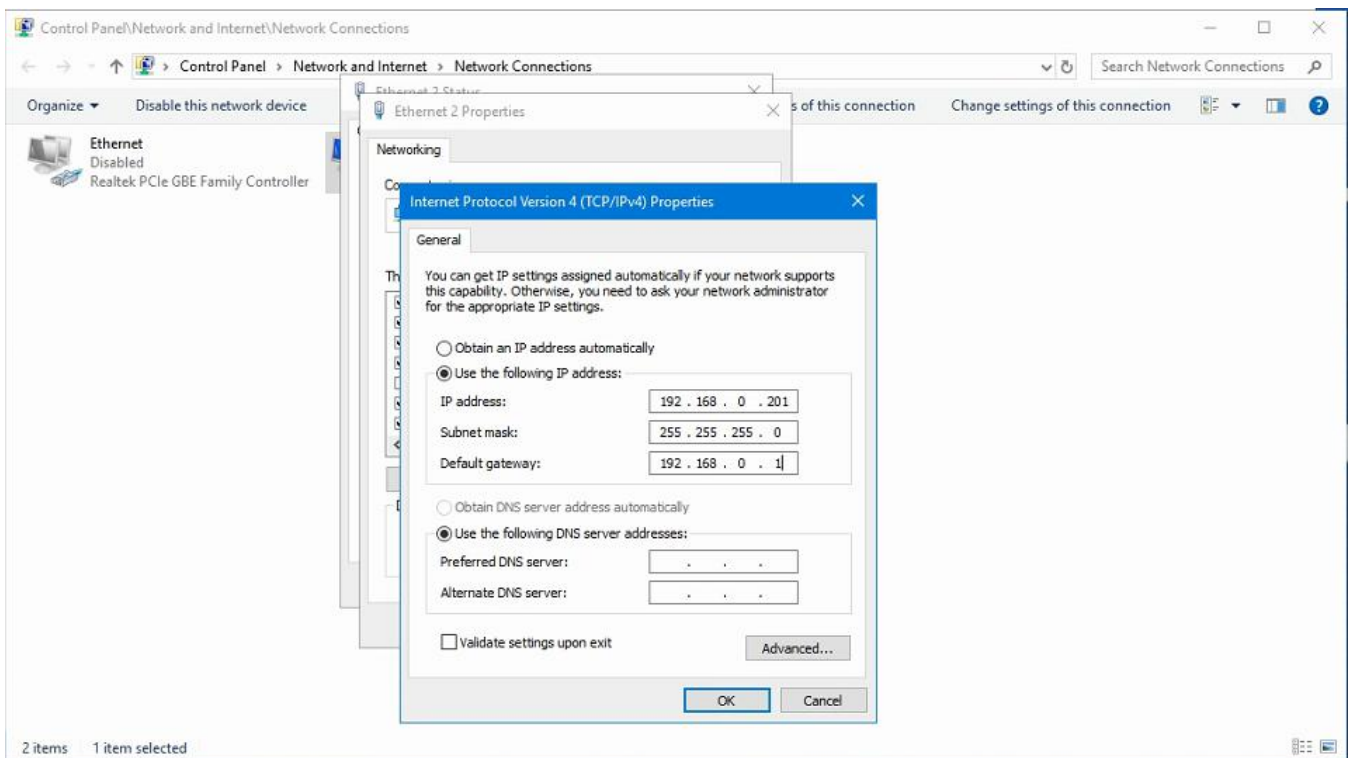 Control Panel\Network and Internet\Network Connections
Control Panel > Network and Internet > Network Connections
Search Network Connections
Organize
Disable this network device
s of this connection
Change settings of this connection
Ethernet
Disabled
Realtek PCIe GBE Family Controller
Ethernet 2 Status
Ethernet 2 Properties
Networking
Co
Th
Internet Protocol Version 4 (TCP/IPv4) Properties
General
You can get IP settings assigned automatically if your network supports
this capability. Otherwise, you need to ask your network administrator
for the appropriate IP settings.
Obtain an IP address automatically
Use the following IP address:
IP address: 192 . 168 . 0 . 201
Subnet mask: 255 . 255 . 255 . 0
Default gateway: 192 . 168 . 0 . 1
Obtain DNS server address automatically
Use the following DNS server addresses:
Preferred DNS server: . . .
Alternate DNS server: . . .
Validate settings upon exit
Advanced...
OK Cancel
2 items 1 item selected